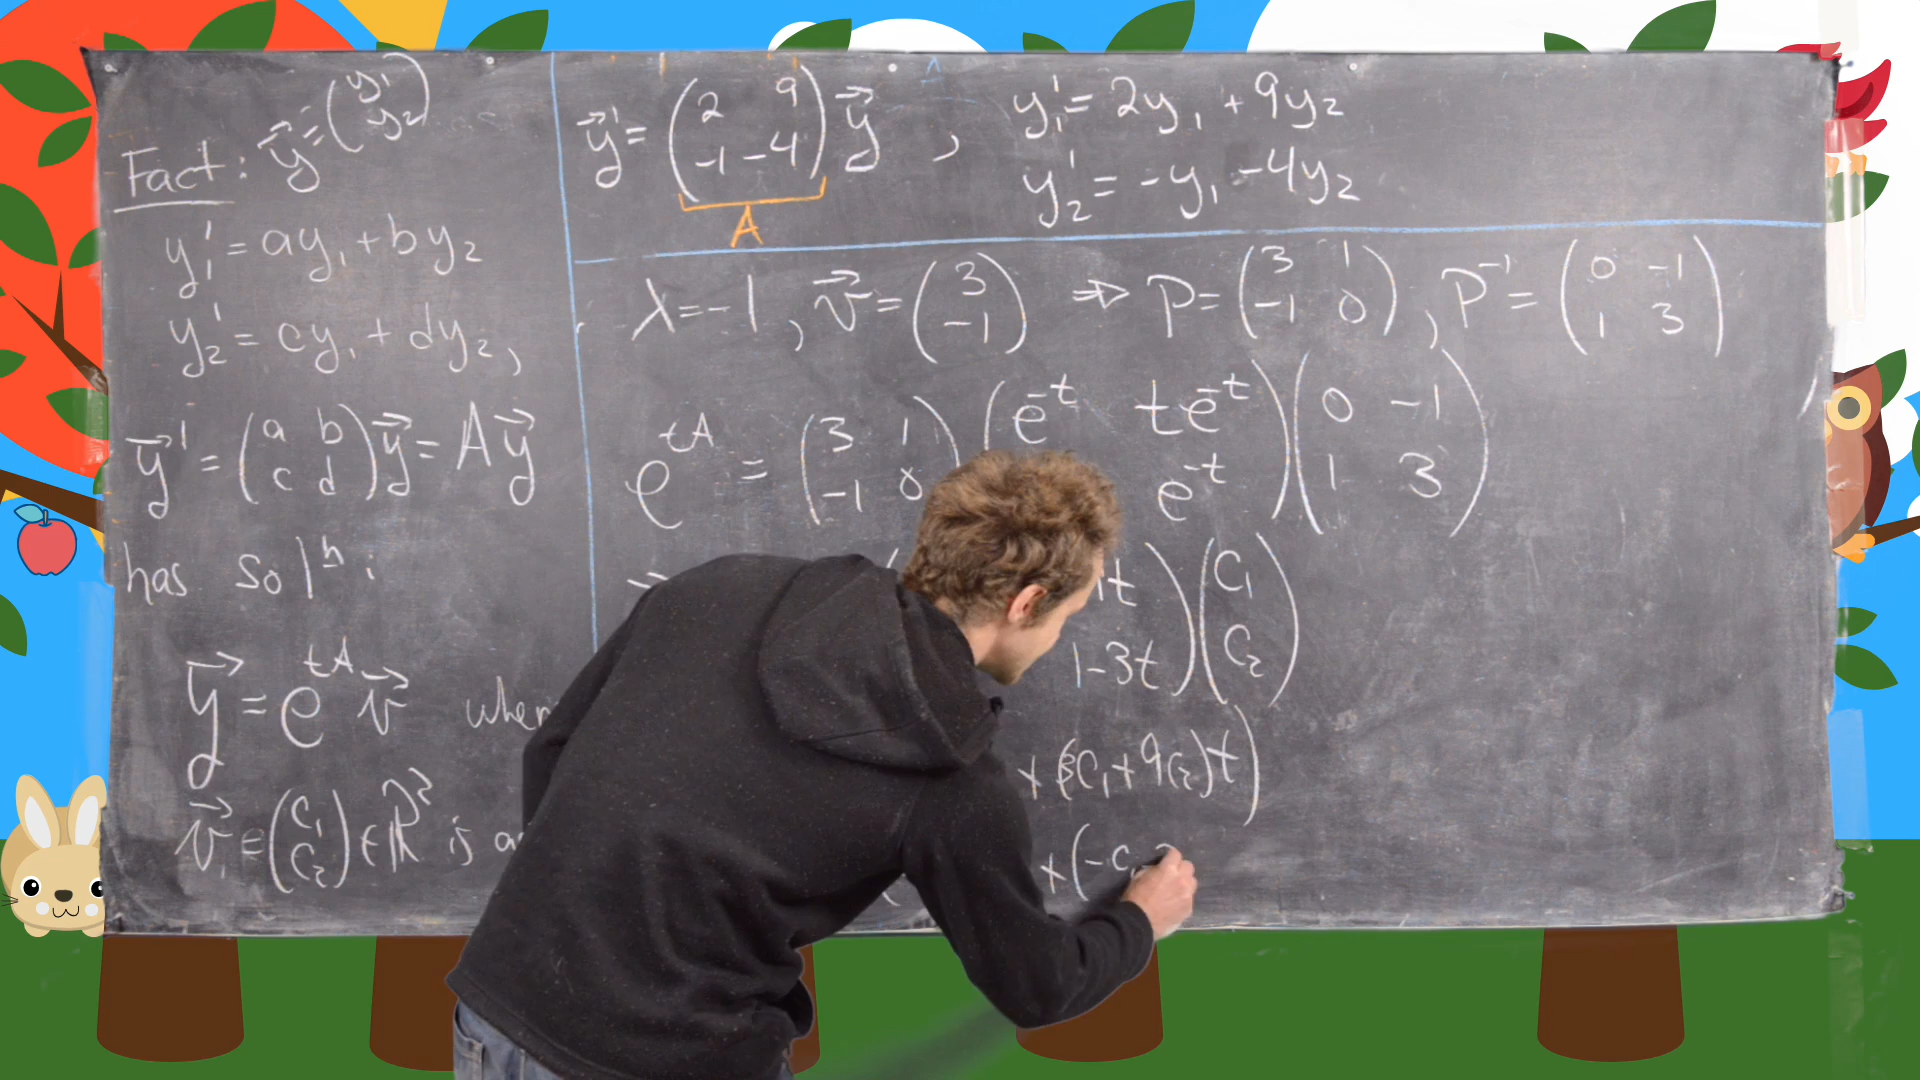 Fact: y⃗ = (y₁ y₂)
y₁' = ay₁ + by₂
y₂' = cy₁ + dy₂,
y⃗' = (a b
c d) y⃗ = Ay⃗
has solⁿ:
y⃗ = e^{tA} v⃗
v⃗ = (c₁ c₂) ∈ ℝ² is
y⃗' = (2 9
-1 -4) y⃗ ,
A
y₁' = 2y₁ + 9y₂
y₂' = -y₁ - 4y₂
λ = -1, v⃗ = (3
-1) ⇒ P = (3 1
-1 0), P⁻¹ = (0 -1
1 3)
e^{tA} = (3 1
-1 0) (e^{-t} te^{-t}
e^{-t}) (0 -1
1 3)
t) (c₁
1-3t) c₂)
+ (3c₁ + 9c₂)t)
+ (-c₁